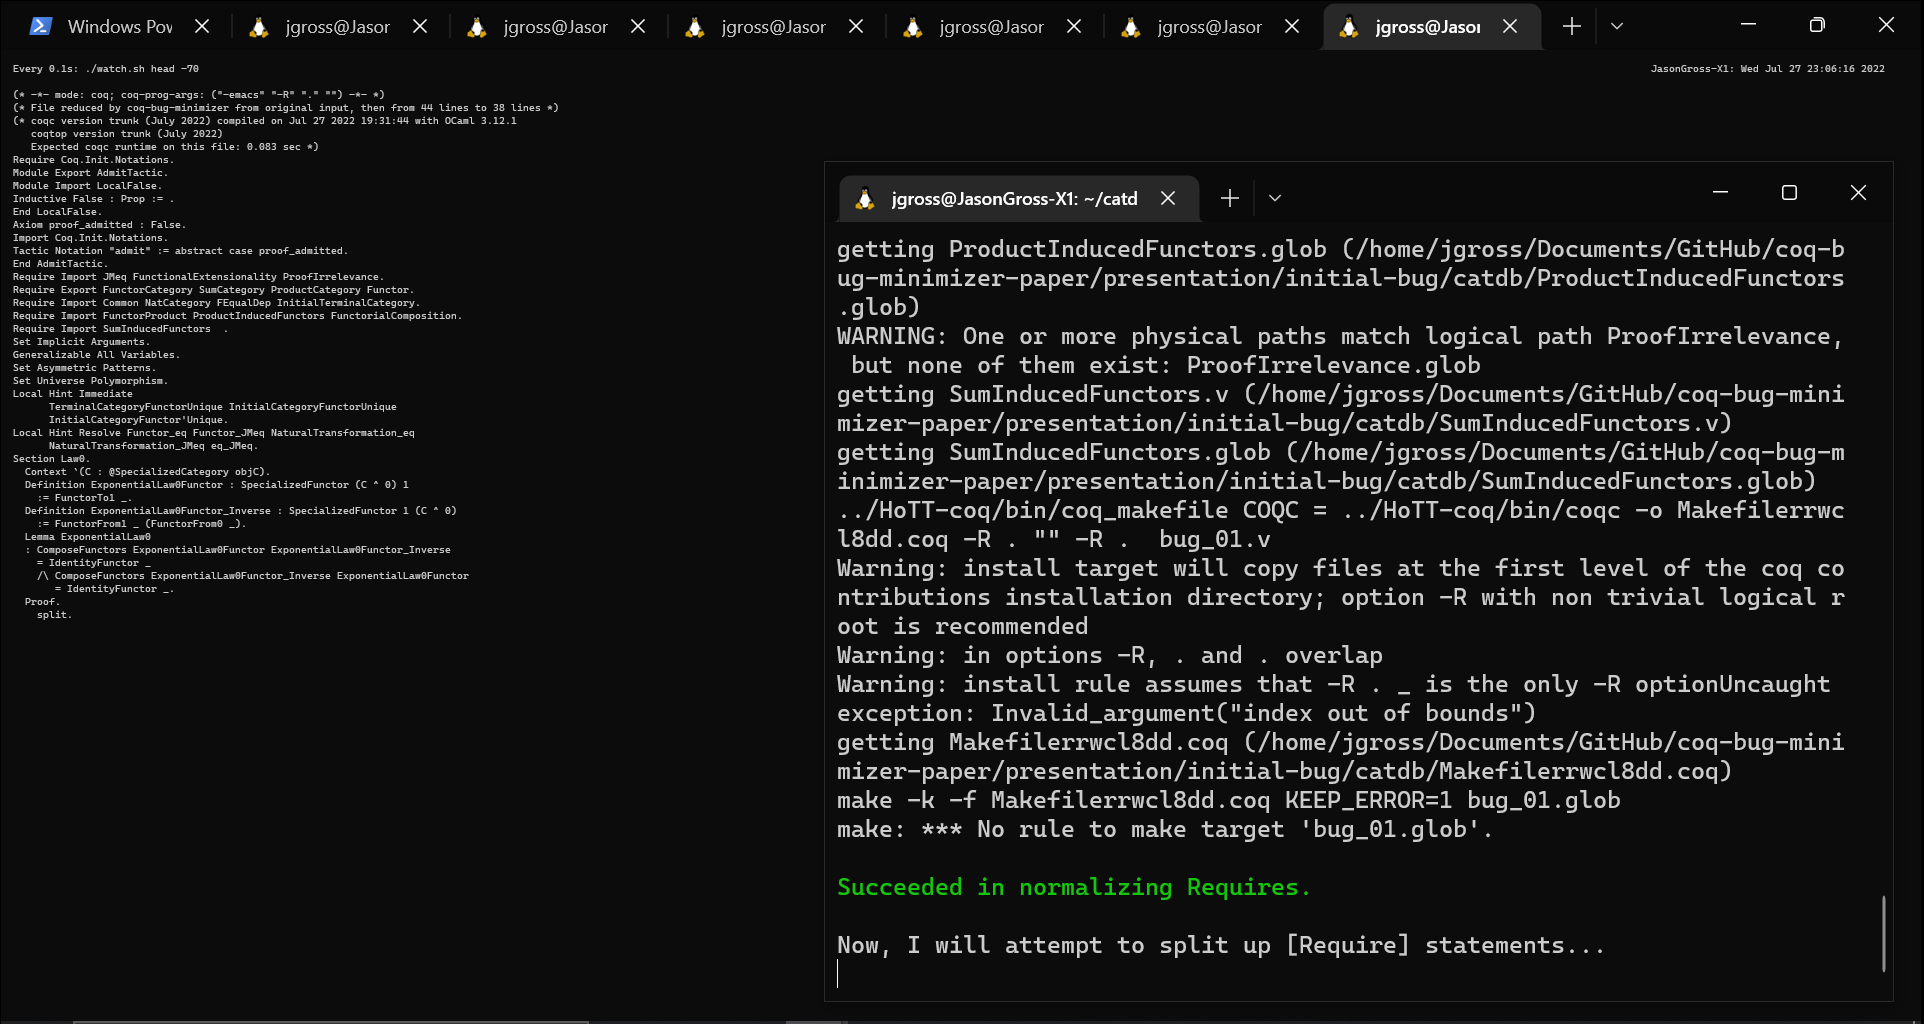 Windows Pow
jgross@Jasor
jgross@Jasor
jgross@Jasor
jgross@Jasor
jgross@Jasor
jgross@Jasor
Every 0.1s: ./watch.sh head -70
JasonGross-X1: Wed Jul 27 23:06:16 2022
(* -*- mode: coq; coq-prog-args: ("-emacs" "-R" "." "") -*- *)
(* File reduced by coq-bug-minimizer from original input, then from 44 lines to 38 lines *)
(* coqc version trunk (July 2022) compiled on Jul 27 2022 19:31:44 with OCaml 3.12.1
coqtop version trunk (July 2022)
Expected coqc runtime on this file: 0.083 sec *)
Require Coq.Init.Notations.
Module Export AdmitTactic.
Module Import LocalFalse.
Inductive False : Prop := .
End LocalFalse.
Axiom proof_admitted : False.
Import Coq.Init.Notations.
Tactic Notation "admit" := abstract case proof_admitted.
End AdmitTactic.
Require Import JMeq FunctionalExtensionality ProofIrrelevance.
Require Export FunctorCategory SumCategory ProductCategory Functor.
Require Import Common NatCategory FEqualDep InitialTerminalCategory.
Require Import FunctorProduct ProductInducedFunctors FunctorialComposition.
Require Import SumInducedFunctors  .
Set Implicit Arguments.
Generalizable All Variables.
Set Asymmetric Patterns.
Set Universe Polymorphism.
Local Hint Immediate
TerminalCategoryFunctorUnique InitialCategoryFunctorUnique
InitialCategoryFunctor'Unique.
Local Hint Resolve Functor_eq Functor_JMeq NaturalTransformation_eq
NaturalTransformation_JMeq eq_JMeq.
Section Law0.
Context `(C : @SpecializedCategory objC).
Definition ExponentialLaw0Functor : SpecializedFunctor (C ^ 0) 1
:= FunctorTo1 _.
Definition ExponentialLaw0Functor_Inverse : SpecializedFunctor 1 (C ^ 0)
:= FunctorFrom1 _ (FunctorFrom0 _).
Lemma ExponentialLaw0
: ComposeFunctors ExponentialLaw0Functor ExponentialLaw0Functor_Inverse
= IdentityFunctor _
/\ ComposeFunctors ExponentialLaw0Functor_Inverse ExponentialLaw0Functor
= IdentityFunctor _.
Proof.
split.
jgross@JasonGross-X1: ~/catd
getting ProductInducedFunctors.glob (/home/jgross/Documents/GitHub/coq-b
ug-minimizer-paper/presentation/initial-bug/catdb/ProductInducedFunctors
.glob)
WARNING: One or more physical paths match logical path ProofIrrelevance,
but none of them exist: ProofIrrelevance.glob
getting SumInducedFunctors.v (/home/jgross/Documents/GitHub/coq-bug-mini
mizer-paper/presentation/initial-bug/catdb/SumInducedFunctors.v)
getting SumInducedFunctors.glob (/home/jgross/Documents/GitHub/coq-bug-m
inimizer-paper/presentation/initial-bug/catdb/SumInducedFunctors.glob)
../HoTT-coq/bin/coq_makefile COQC = ../HoTT-coq/bin/coqc -o Makefilerrwc
l8dd.coq -R . "" -R .  bug_01.v
Warning: install target will copy files at the first level of the coq co
ntributions installation directory; option -R with non trivial logical r
oot is recommended
Warning: in options -R, . and . overlap
Warning: install rule assumes that -R . _ is the only -R optionUncaught
exception: Invalid_argument("index out of bounds")
getting Makefilerrwcl8dd.coq (/home/jgross/Documents/GitHub/coq-bug-mini
mizer-paper/presentation/initial-bug/catdb/Makefilerrwcl8dd.coq)
make -k -f Makefilerrwcl8dd.coq KEEP_ERROR=1 bug_01.glob
make: *** No rule to make target 'bug_01.glob'.
Succeeded in normalizing Requires.
Now, I will attempt to split up [Require] statements...